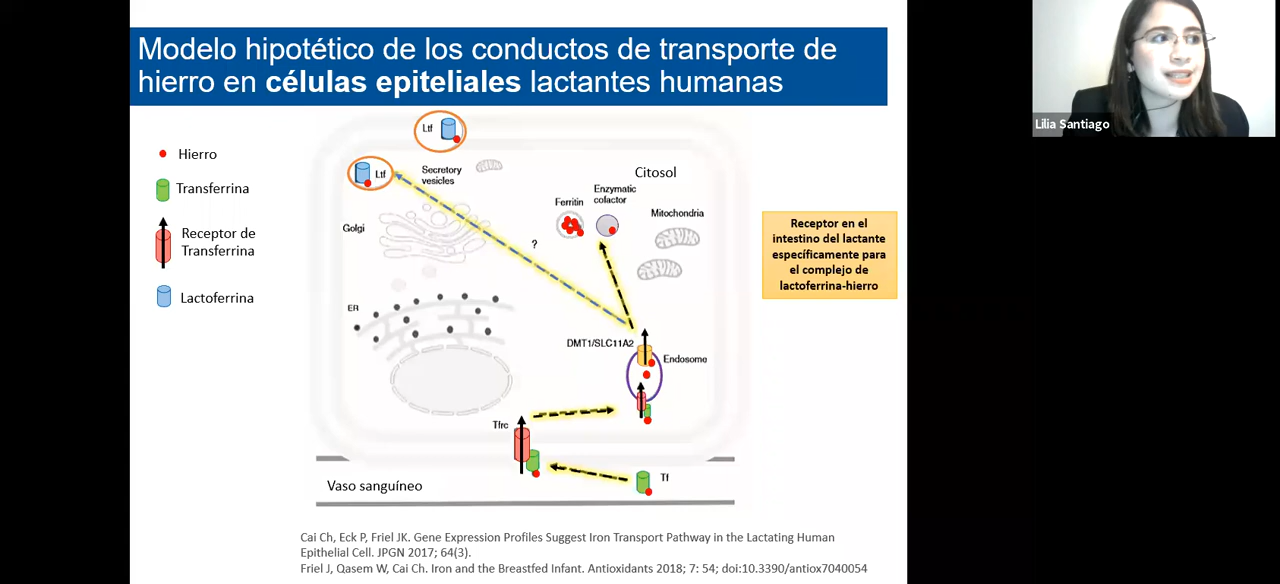 Modelo hipotético de los conductos de transporte de
hierro en células epiteliales lactantes humanas
Lilia Santiago
Hierro
Transferrina
Receptor de
Transferrina
Lactoferrina
Ltf
Ltf
Secretory
vesicles
Citosol
Enzymatic
colactor
Ferritin
Mitochondria
Golgi
?
ER
DMT1/SLC11A2
Endosome
Tfrc
Tf
Vaso sanguíneo
Receptor en el
intestino del lactante
específicamente para
el complejo de
lactoferrina-hierro
Cai Ch, Eck P, Friel JK. Gene Expression Profiles Suggest Iron Transport Pathway in the Lactating Human
Epithelial Cell. JPGN 2017; 64(3).
Friel J, Qasem W, Cai Ch. Iron and the Breastfed Infant. Antioxidants 2018; 7: 54; doi:10.3390/antiox7040054